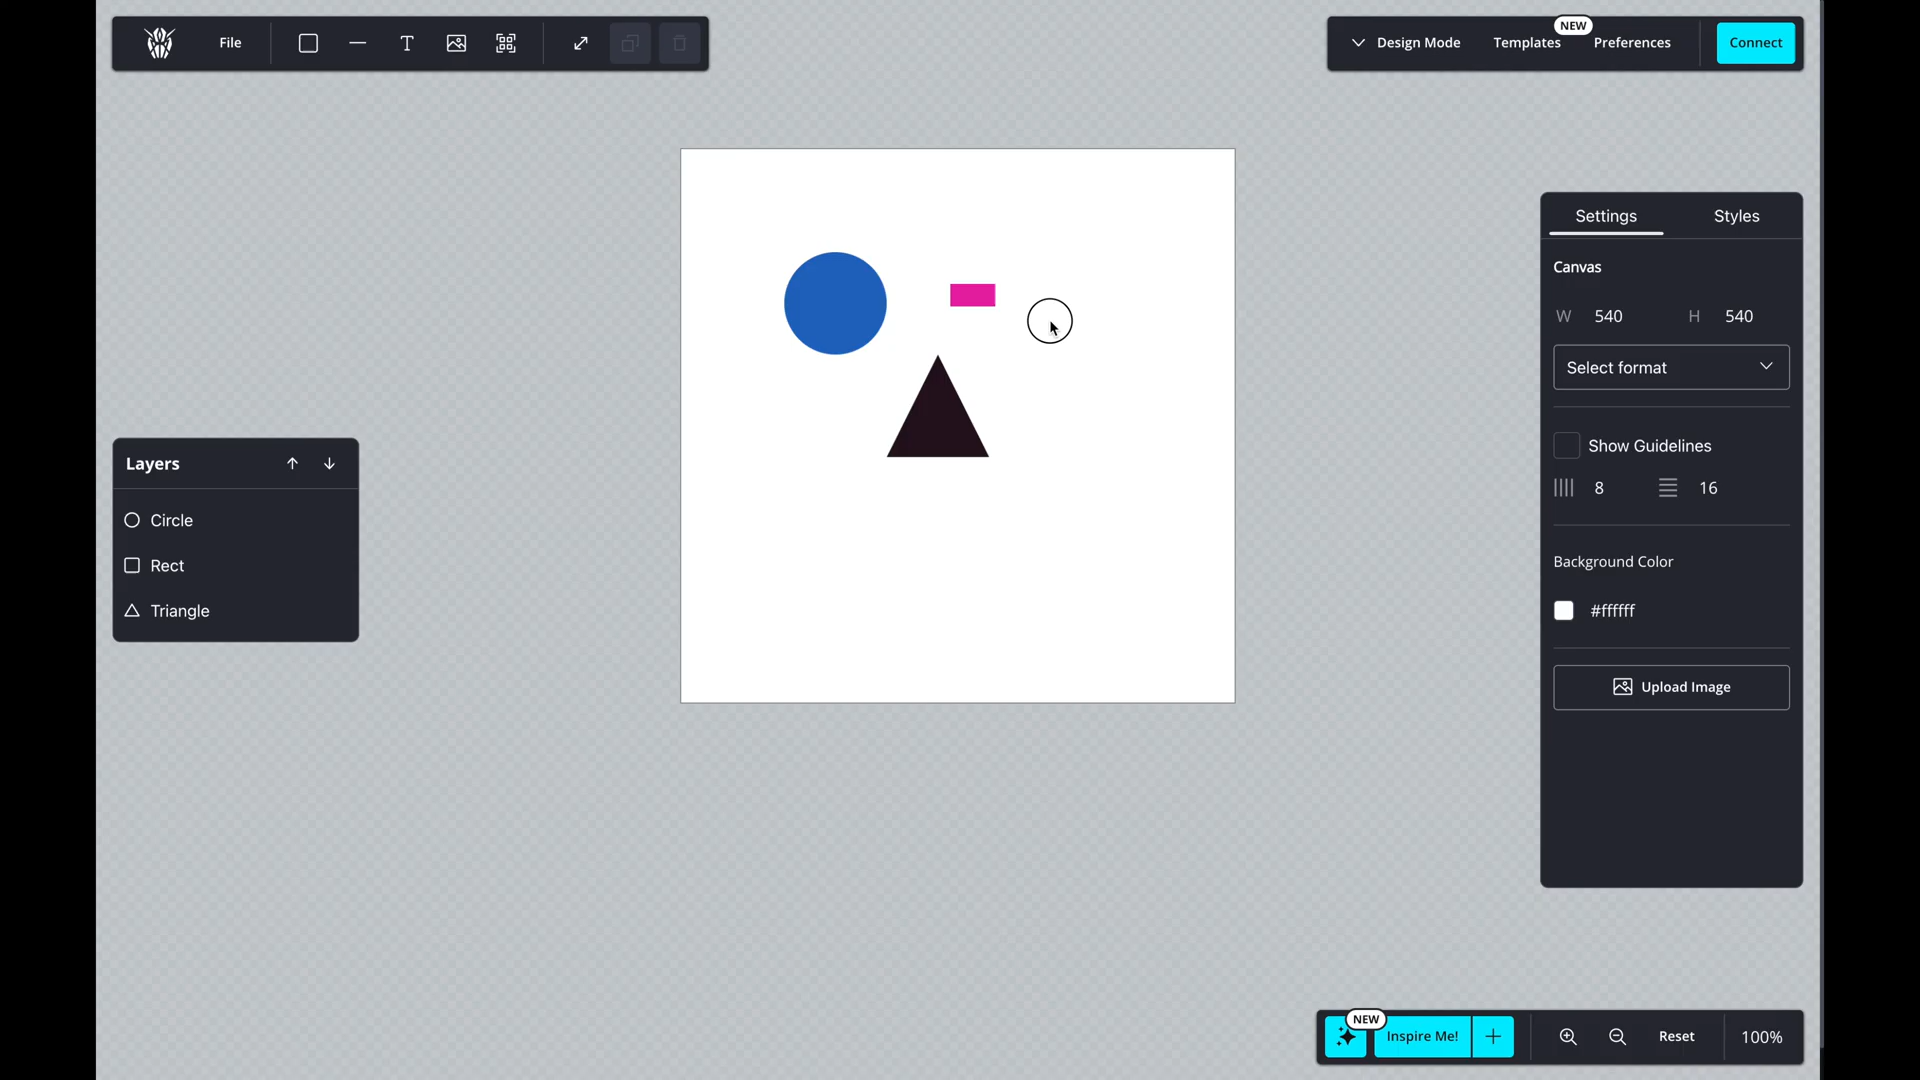 File
Design Mode
Templates
NEW
Preferences
Connect
Settings
Styles
Canvas
W 540 H 540
Select format
Show Guidelines
8 16
Background Color
#ffffff
Upload Image
Layers
Circle
Rect
Triangle
NEW
Inspire Me!
Reset
100%